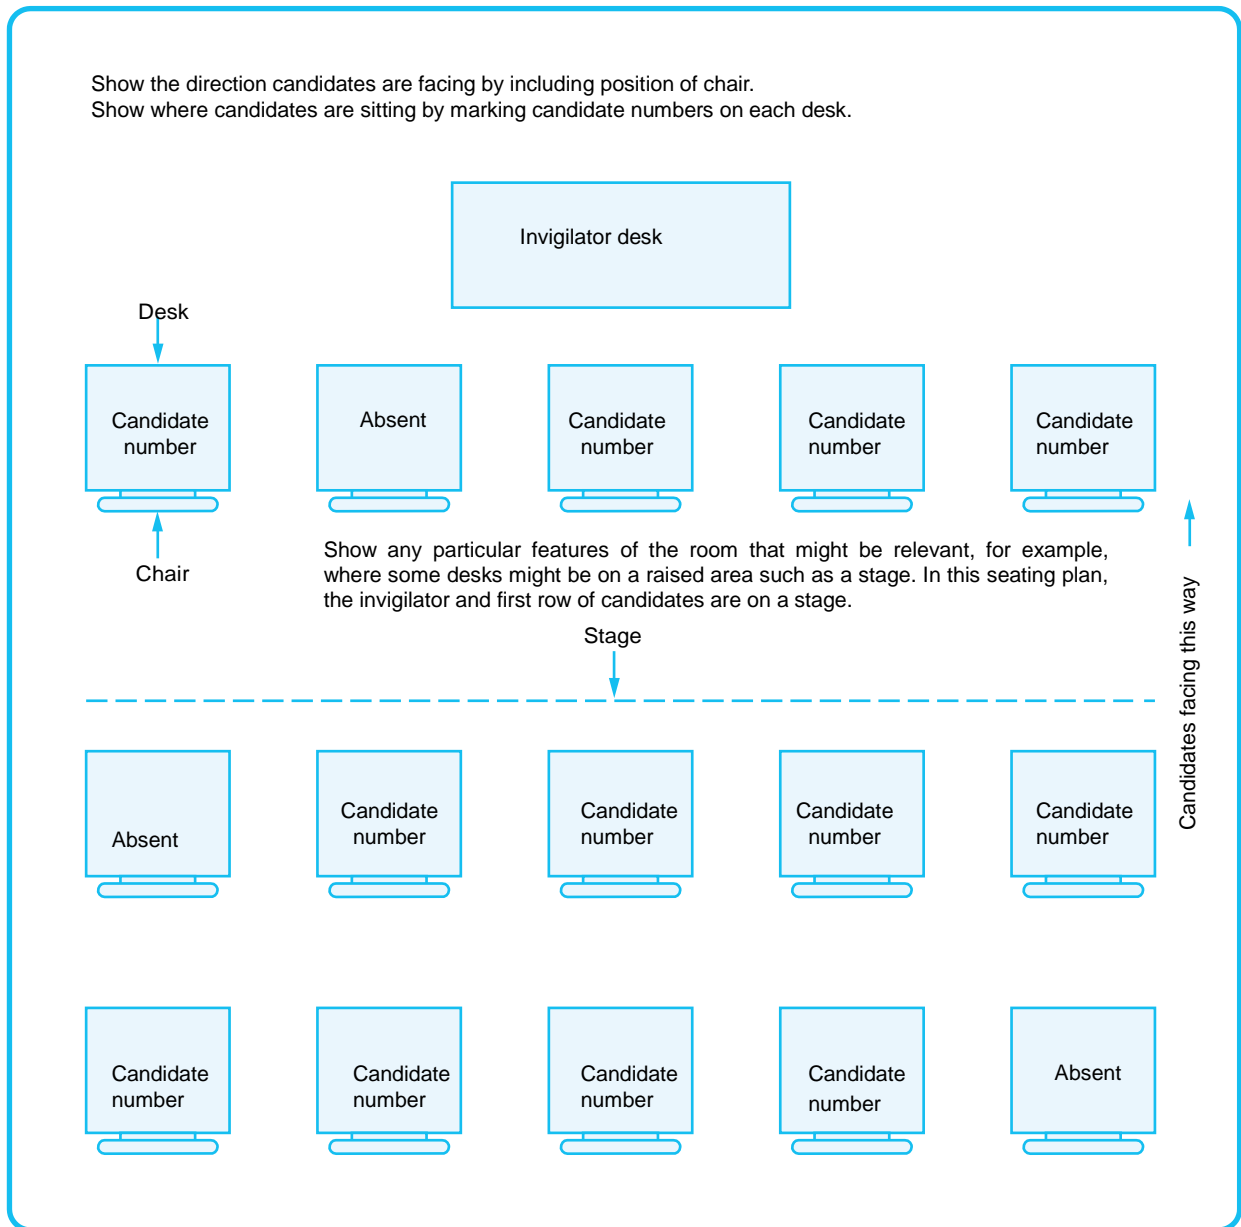 Show the direction candidates are facing by including position of chair.
Show where candidates are sitting by marking candidate numbers on each desk.
Invigilator desk
Desk
Candidate
number
Absent
Candidate
number
Candidate
number
Candidate
number
Chair
Show any particular features of the room that might be relevant, for example,
where some desks might be on a raised area such as a stage. In this seating plan,
the invigilator and first row of candidates are on a stage.
Stage
Candidates facing this way
Absent
Candidate
number
Candidate
number
Candidate
number
Candidate
number
Candidate
number
Candidate
number
Candidate
number
Candidate
number
Absent